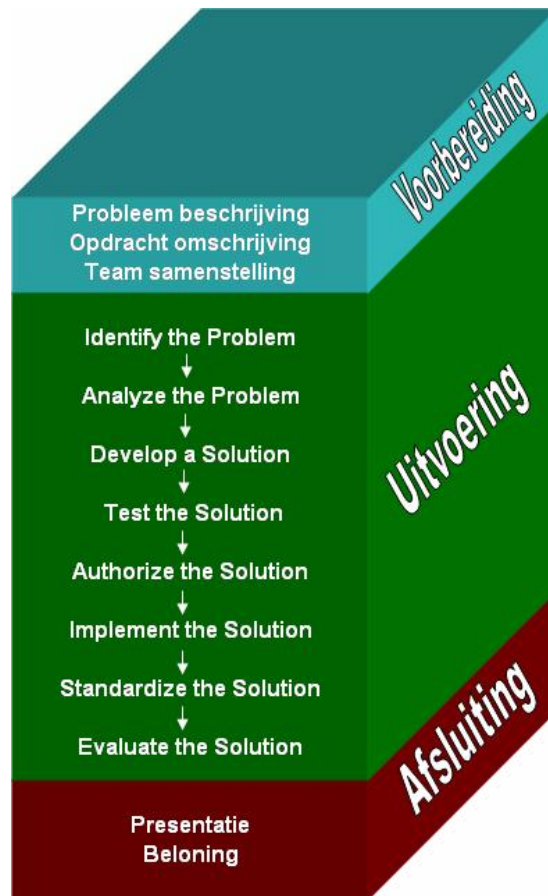 Voorbereiding
Probleem beschrijving
Opdracht omschrijving
Team samenstelling
Uitvoering
Identify the Problem
Analyze the Problem
Develop a Solution
Test the Solution
Authorize the Solution
Implement the Solution
Standardize the Solution
Evaluate the Solution
Afsluiting
Presentatie
Beloning